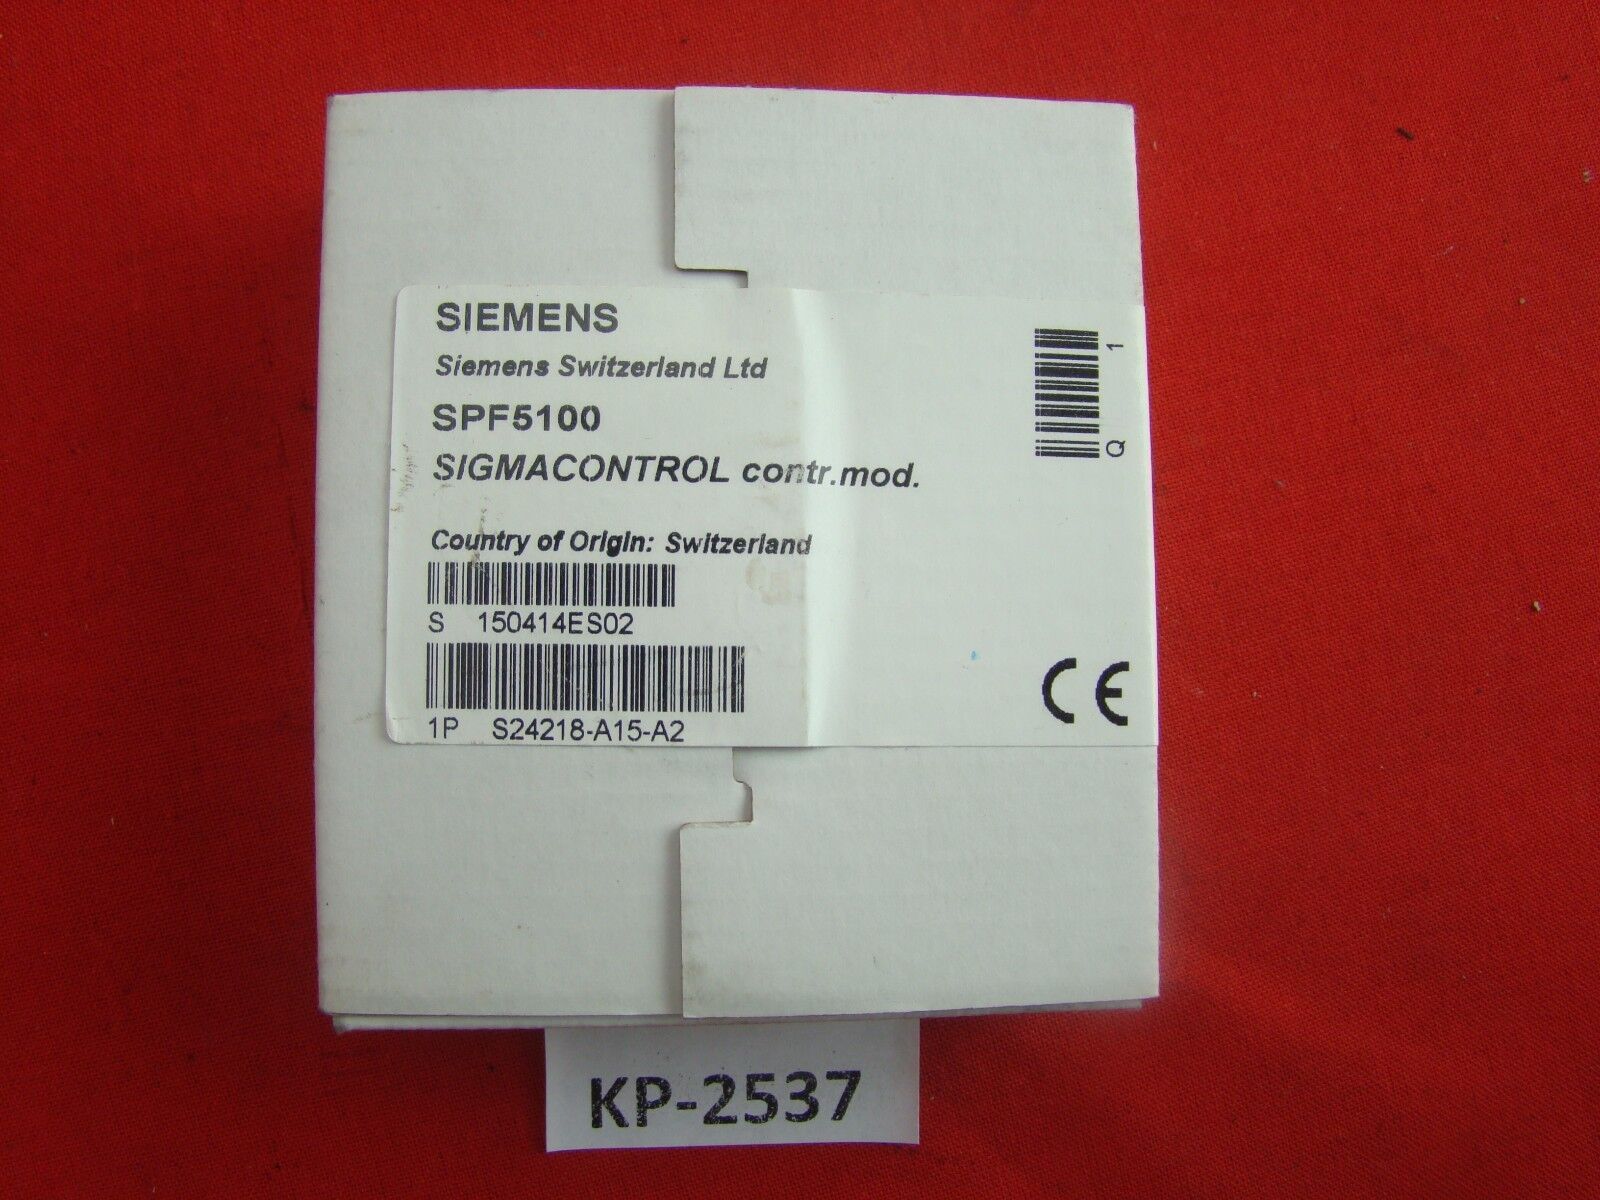 SIEMENS
Siemens Switzerland Ltd
SPF5100
SIGMACONTROL contr.mod.
Country of Origin: Switzerland
S 150414ES02
1P S24218-A15-A2
Q 1
CE
KP-2537